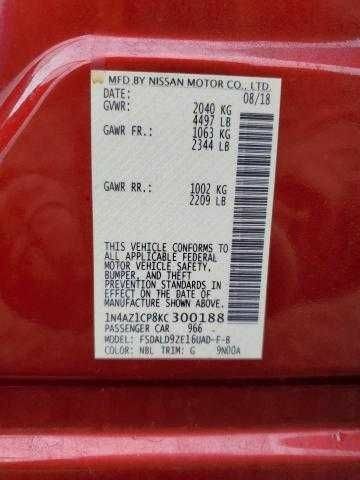 MFD BY NISSAN MOTOR CO., LTD.
DATE: 08/18
GVWR: 2040 KG
4497 LB
GAWR FR.: 1063 KG
2344 LB
GAWR RR.: 1002 KG
2209 LB
THIS VEHICLE CONFORMS TO
ALL APPLICABLE FEDERAL
MOTOR VEHICLE SAFETY,
BUMPER, AND THEFT
PREVENTION STANDARDS IN
EFFECT ON THE DATE OF
MANUFACTURE SHOWN ABOVE.
1N4AZ1CP8KC300188
PASSENGER CAR 966
MODEL: FSDALD9ZE16UAD-F-B
COLOR: NBL TRIM: G 9N00A